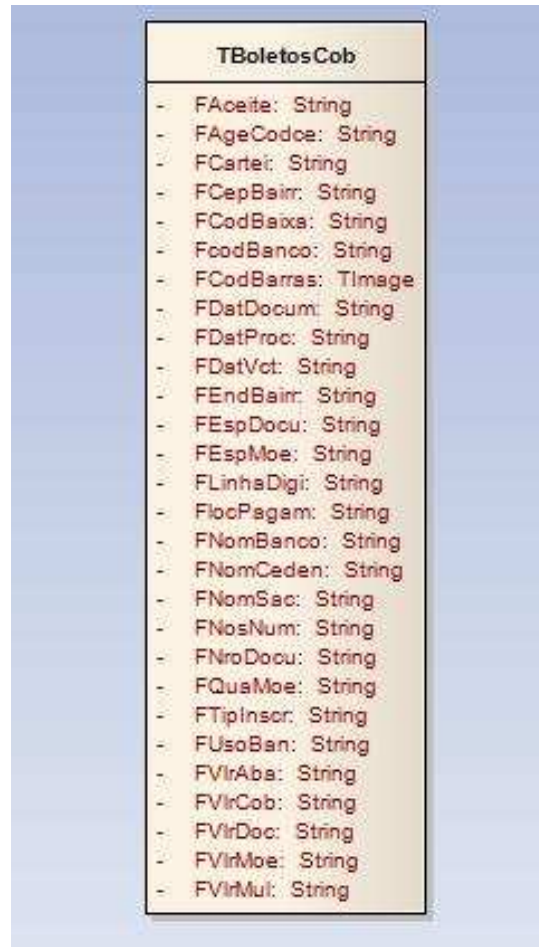 TBoletosCob
- FAceite: String
- FAgeCodce: String
- FCartei: String
- FCepBairr: String
- FCodBaixa: String
- FcodBanco: String
- FCodBarras: TImage
- FDatDocum: String
- FDatProc: String
- FDatVct: String
- FEndBairr: String
- FEspDocu: String
- FEspMoe: String
- FLinhaDigi: String
- FlocPagam: String
- FNomBanco: String
- FNomCeden: String
- FNomSac: String
- FNosNum: String
- FNroDocu: String
- FQuaMoe: String
- FTipInscr: String
- FUsoBan: String
- FVlrAba: String
- FVlrCob: String
- FVlrDoc: String
- FVlrMoe: String
- FVlrMul: String